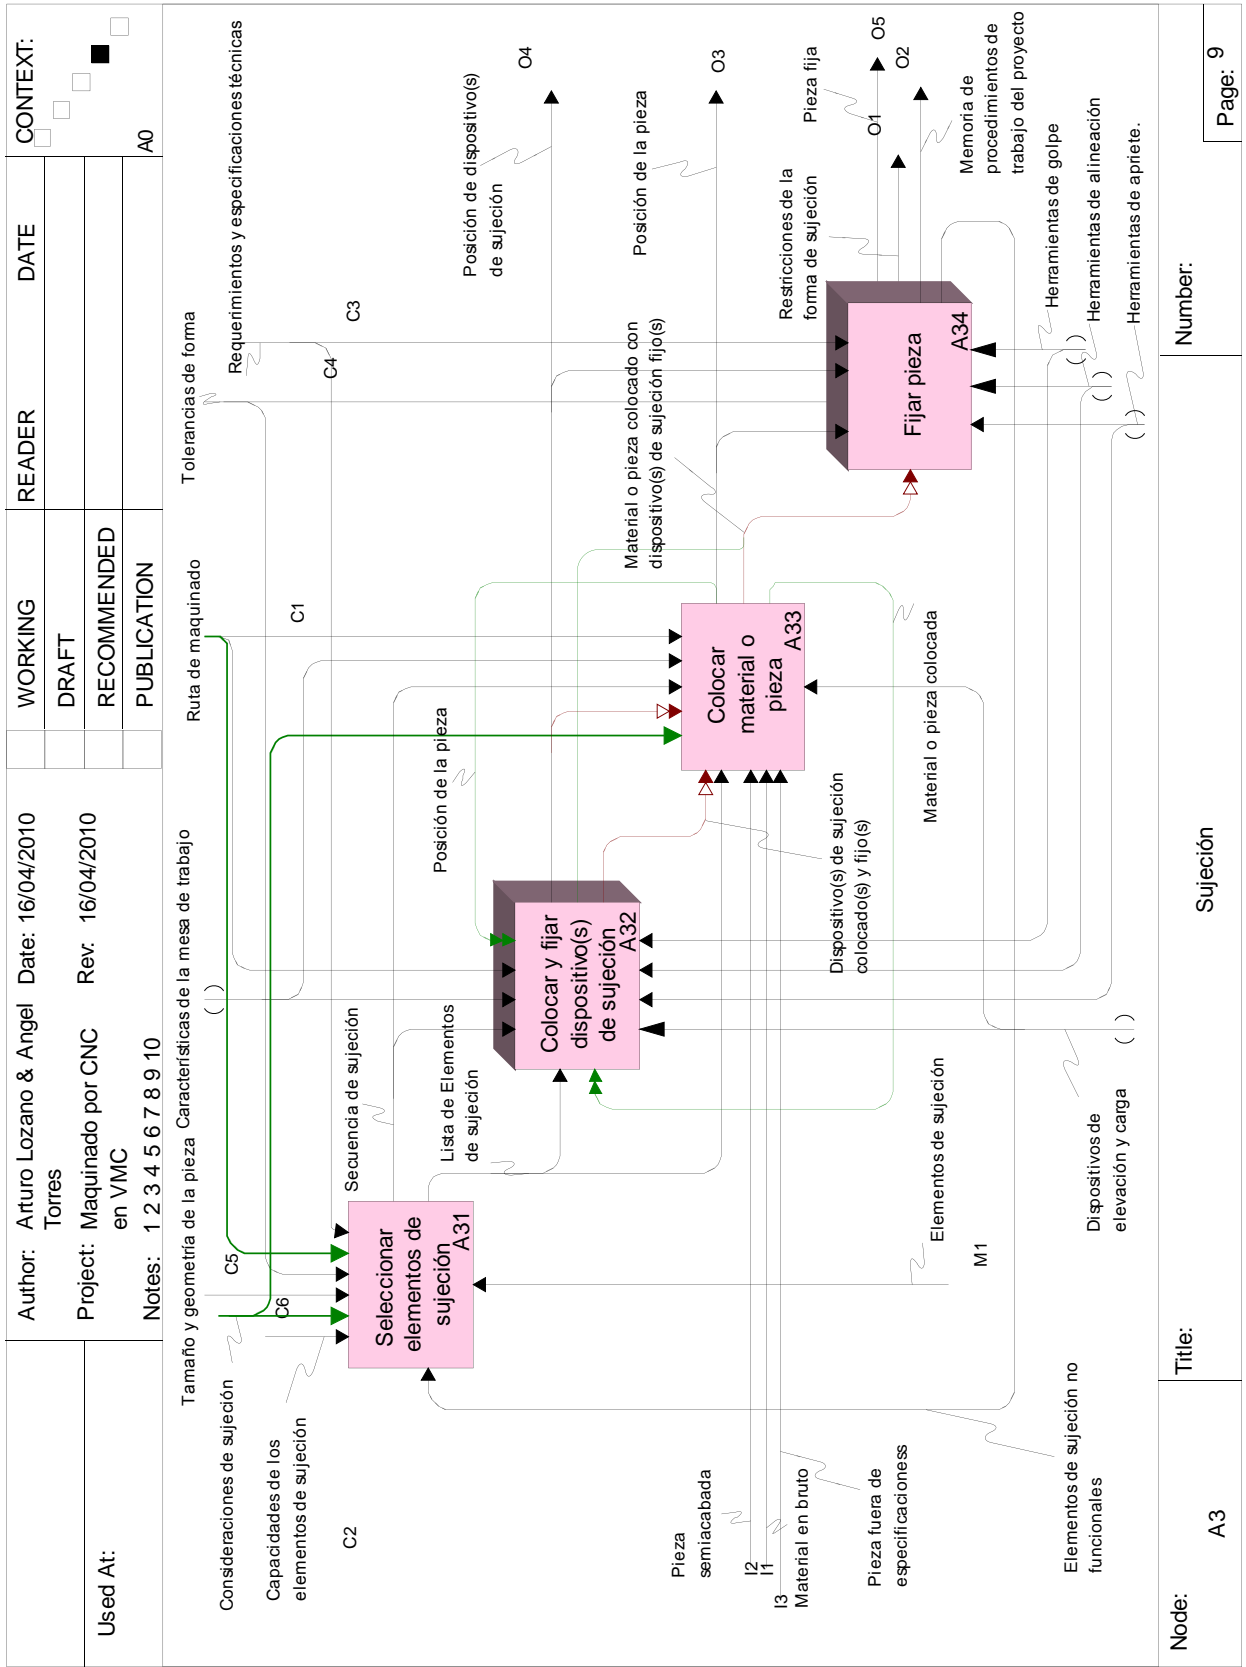 Used At:
Author: Arturo Lozano & Angel
Torres
Date: 16/04/2010
Project: Maquinado por CNC
en VMC
Rev: 16/04/2010
Notes: 1 2 3 4 5 6 7 8 9 10
WORKING
DRAFT
RECOMMENDED
PUBLICATION
READER
DATE
CONTEXT:
A0
Tamaño y geometría de la pieza
Características de la mesa de trabajo
Ruta de maquinado
Tolerancias de forma
Requerimientos y especificaciones técnicas
Consideraciones de sujeción
Capacidades de los
elementos de sujeción
C2
C5
C6
C1
C4
C3
Secuencia de sujeción
Lista de Elementos
de sujeción
Seleccionar
elementos de
sujeción
A31
Posición de la pieza
Colocar y fijar
dispositivo(s)
de sujeción
A32
Posición de dispositivo(s)
de sujeción
O4
Posición de la pieza
O3
Material o pieza colocado con
dispositivo(s) de sujeción fijo(s)
Colocar
material o
pieza
A33
Restricciones de la
forma de sujeción
Pieza fija
O1
O5
O2
Fijar pieza
A34
Memoria de
procedimientos de
trabajo del proyecto
Pieza
semiacabada
I2
I1
I3
Material en bruto
Pieza fuera de
especificacioness
Dispositivo(s) de sujeción
colocado(s) y fijo(s)
Material o pieza colocada
Elementos de sujeción
M1
Elementos de sujeción no
funcionales
Dispositivos de
elevación y carga
Herramientas de golpe
Herramientas de alineación
Herramientas de apriete.
Node:
A3
Title:
Sujeción
Number:
Page: 9